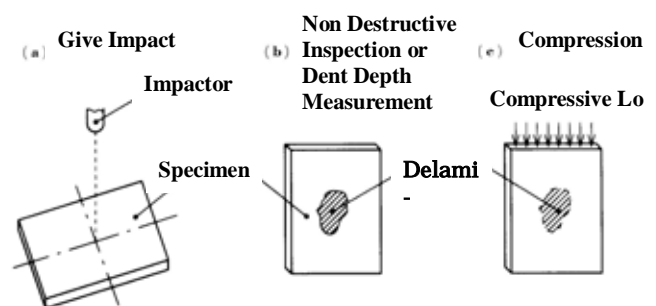 (a) Give Impact
Impactor
Specimen
(b) Non Destructive
Inspection or
Dent Depth
Measurement
Delami
-
(c) Compression
Compressive Lo